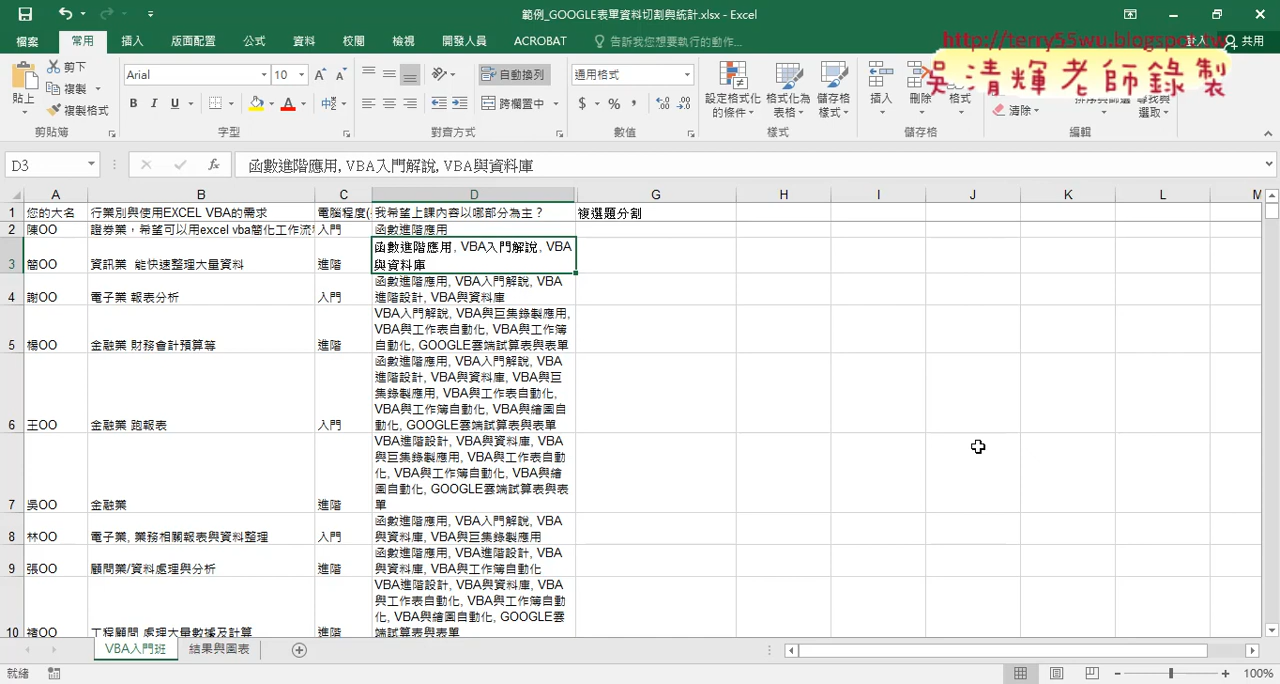 範例_GOOGLE表單資料切割與統計.xlsx - Excel
檔案 常用 插入 版面配置 公式 資料 校閱 檢視 開發人員 ACROBAT 告訴我您想要執行的動作... 共用
http://terry55wu.blogspot.tw
吳清輝老師錄製
貼上 剪下 複製 複製格式 剪貼簿
Arial 10 B I U 字型
自動換列 跨欄置中 對齊方式
通用格式 $ % , 數值
設定格式化的條件 格式化為表格 儲存格樣式 樣式
插入 刪除 格式 儲存格
清除 選取 編輯
D3 fx 函數進階應用, VBA入門解說, VBA與資料庫
A B C D G H I J K L M
1 您的大名 行業別與使用EXCEL VBA的需求 電腦程度( 我希望上課內容以哪部分為主？ 複選題分割
2 陳OO 證券業，希望可以用excel vba簡化工作流 入門 函數進階應用
函數進階應用, VBA入門解說, VBA
3 簡OO 資訊業 能快速整理大量資料 進階 與資料庫
函數進階應用, VBA入門解說, VBA
4 謝OO 電子業 報表分析 入門 進階設計, VBA與資料庫
VBA入門解說, VBA與巨集錄製應用,
VBA與工作表自動化, VBA與工作簿
5 楊OO 金融業 財務會計預算等 進階 自動化, GOOGLE雲端試算表與表單
函數進階應用, VBA入門解說, VBA
進階設計, VBA與資料庫, VBA與巨
集錄製應用, VBA與工作表自動化,
VBA與工作簿自動化, VBA與繪圖自
6 王OO 金融業 跑報表 入門 動化, GOOGLE雲端試算表與表單
VBA進階設計, VBA與資料庫, VBA
與巨集錄製應用, VBA與工作表自動
化, VBA與工作簿自動化, VBA與繪
圖自動化, GOOGLE雲端試算表與表
7 吳OO 金融業 進階 單
函數進階應用, VBA入門解說, VBA
8 林OO 電子業, 業務相關報表與資料整理 入門 與資料庫, VBA與巨集錄製應用
函數進階應用, VBA進階設計, VBA
9 張OO 顧問業/資料處理與分析 進階 與資料庫, VBA與工作簿自動化
VBA進階設計, VBA與資料庫, VBA
與工作表自動化, VBA與工作簿自動
化, VBA與繪圖自動化, GOOGLE雲
10 褚OO 工程顧問 處理大量數據及計算 進階 端試算表與表單
VBA入門班 結果與圖表
就緒 100%